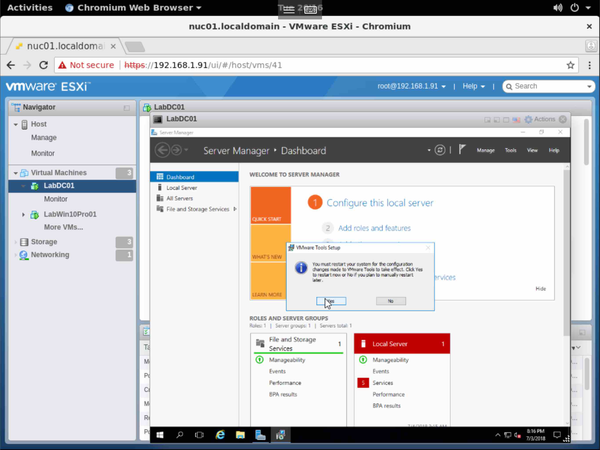 Activities
Chromium Web Browser
nuc01.localdomain - VMware ESXi - Chromium
nuc01.localdoma
Not secure
https://192.168.1.91/ui/#/host/vms/41
vmware ESXi™
root@192.168.1.91
Help
Search
Navigator
LabDC01
Host
Manage
Monitor
Virtual Machines
3
LabDC01
Monitor
LabWin10Pro01
More VMs...
Storage
3
Networking
1
LabDC01
Actions
Server Manager
Server Manager • Dashboard
Manage
Tools
View
Help
Dashboard
Local Server
All Servers
File and Storage Services
WELCOME TO SERVER MANAGER
QUICK START
WHAT'S NEW
LEARN MORE
1
Configure this local server
2
Add roles and features
Hide
VMware Tools Setup
You must restart your system for the configuration
changes made to VMware Tools to take effect. Click Yes
to restart now or No if you plan to manually restart
later.
No
ROLES AND SERVER GROUPS
Roles: 1 | Server groups: 1 | Servers total: 1
File and Storage
Services
1
Manageability
Events
Performance
BPA results
Local Server
1
Manageability
Events
5
Services
Performance
BPA results
8:16 PM
7/3/2018